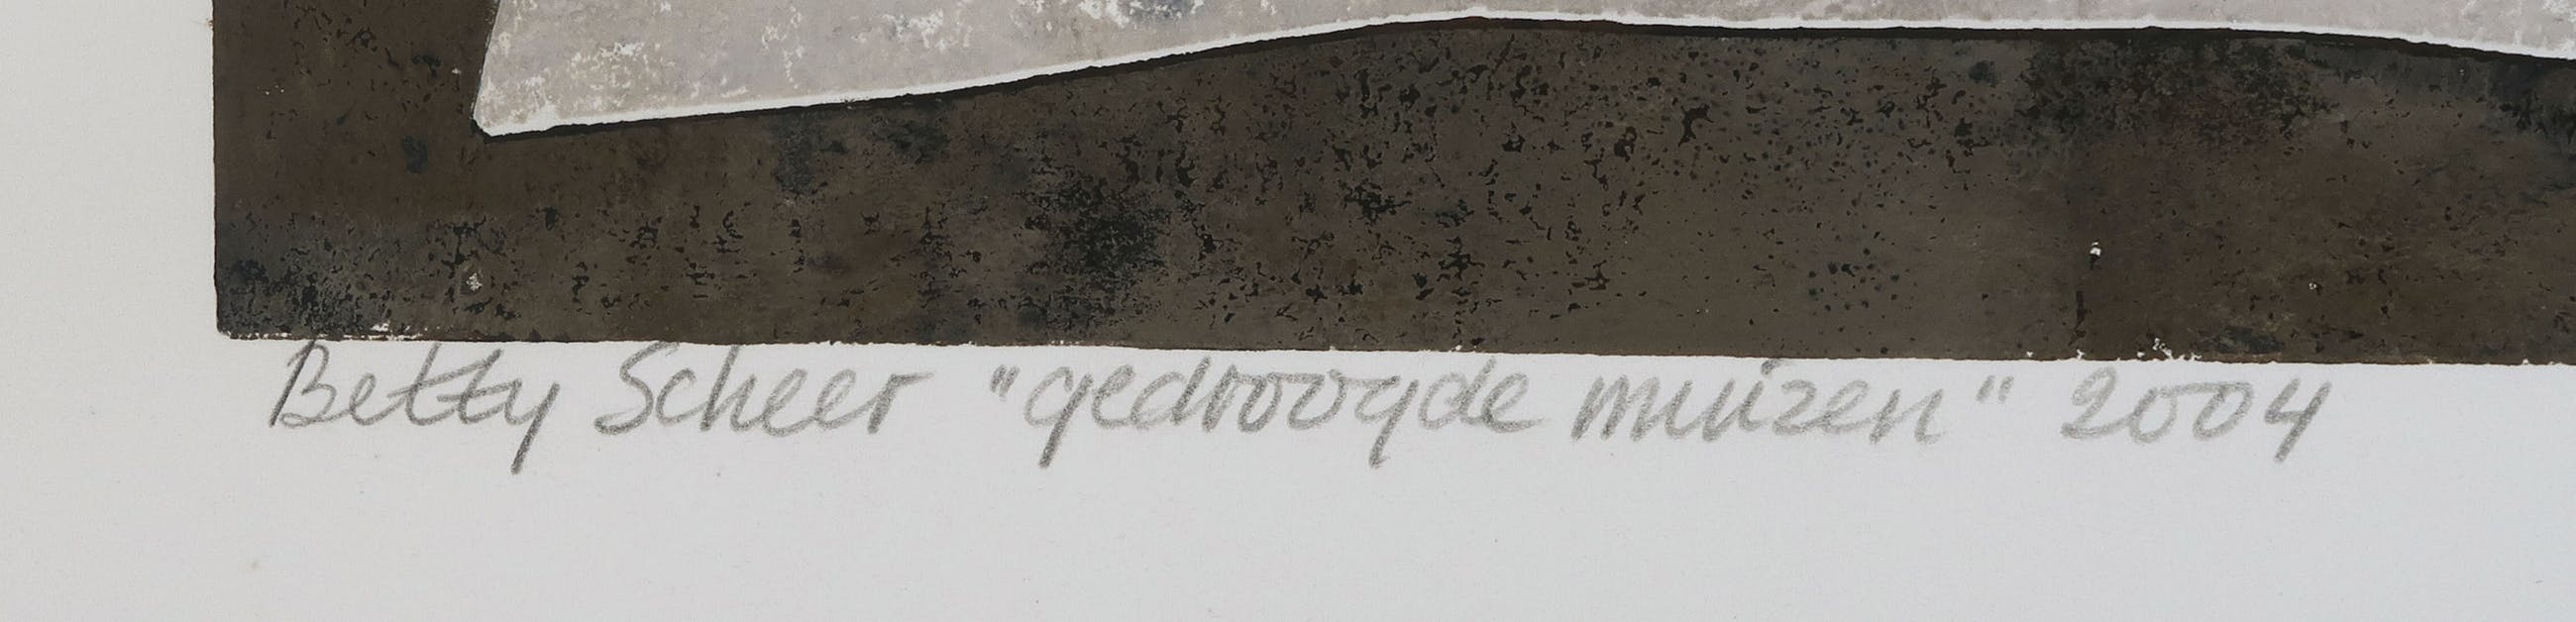 Betty Scheer "gedroogde muizen" 2004